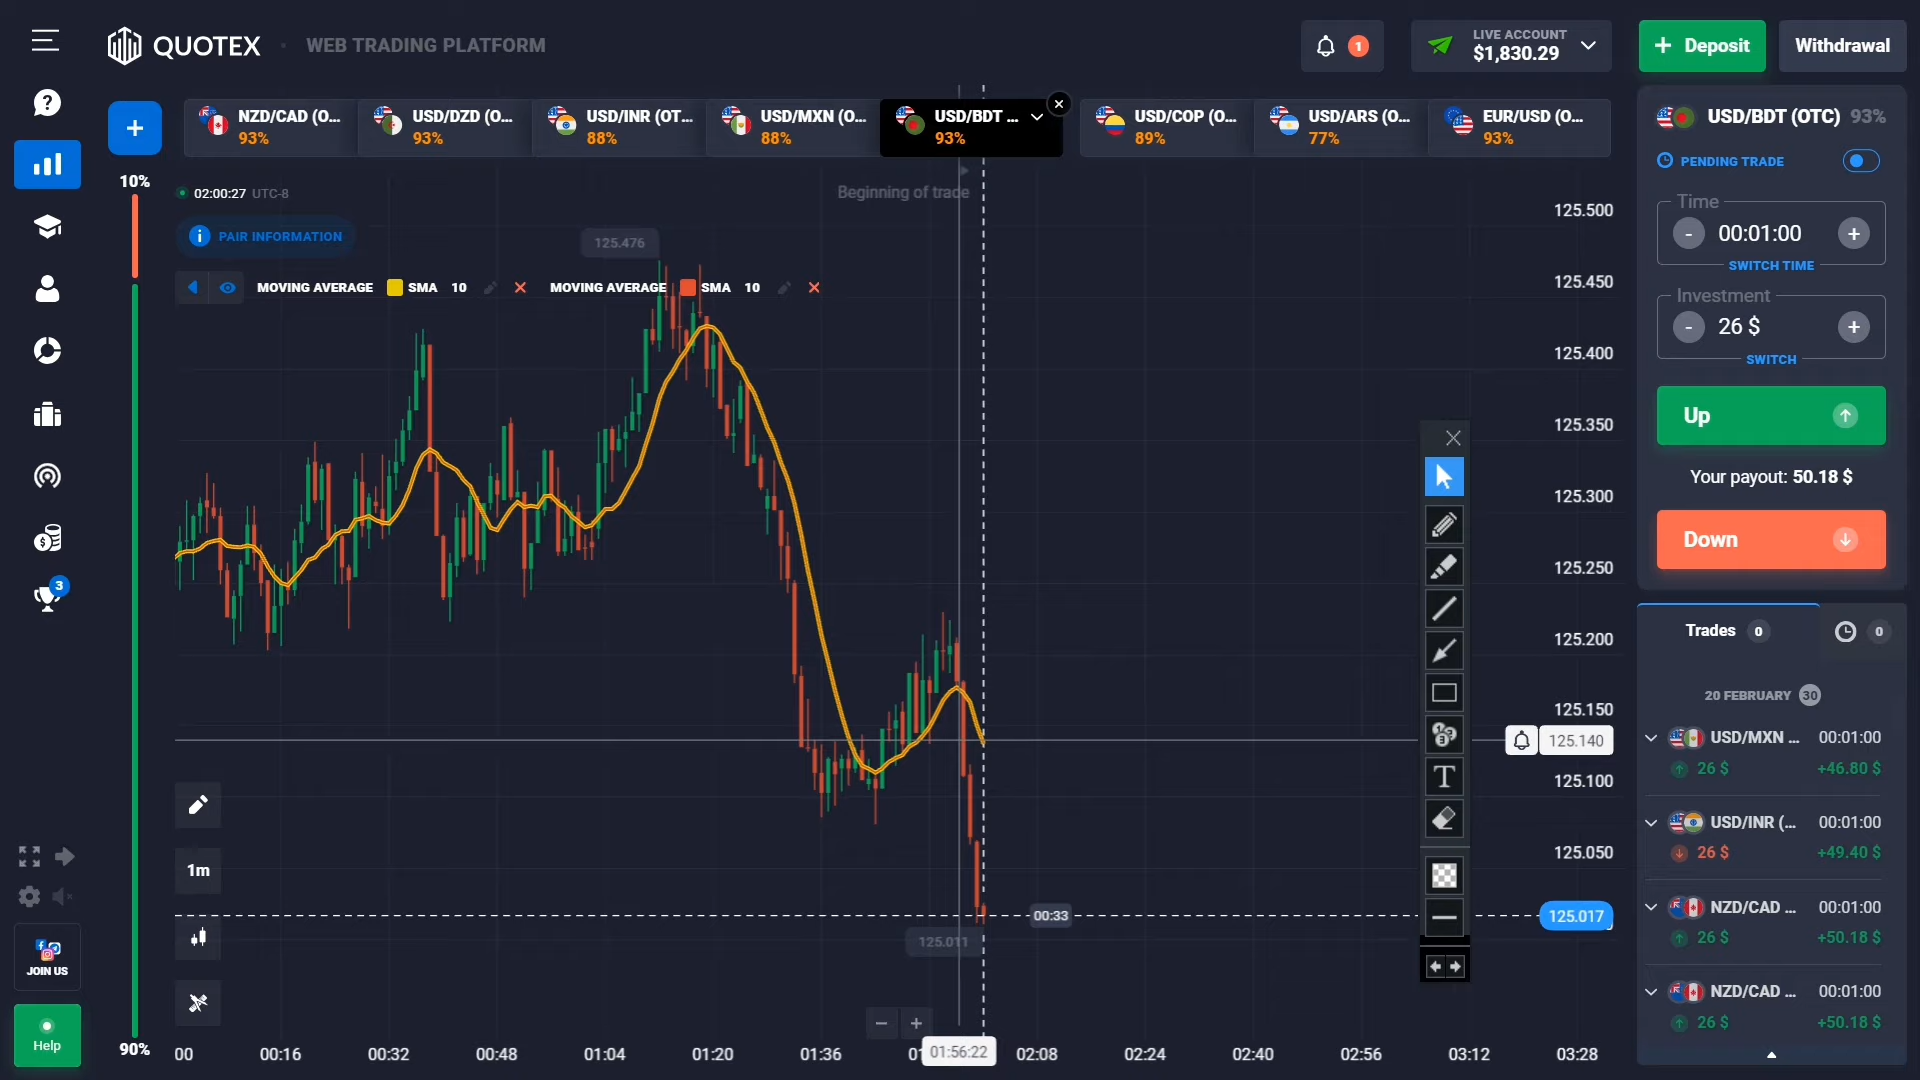 QUOTEX
WEB TRADING PLATFORM
1
LIVE ACCOUNT
$1,830.29
+ Deposit
Withdrawal
NZD/CAD (O...
93%
USD/DZD (O...
93%
USD/INR (OT...
88%
USD/MXN (O...
88%
USD/BDT ...
93%
USD/COP (O...
89%
USD/ARS (O...
77%
EUR/USD (O...
93%
10%
02:00:27 UTC-8
Beginning of trade
PAIR INFORMATION
125.476
MOVING AVERAGE SMA 10
MOVING AVERAGE SMA 10
125.500
125.450
125.400
125.350
125.300
125.250
125.200
125.150
125.140
125.100
125.050
125.017
00:33
125.011
1m
3
JOIN US
Help
90%
00
00:16
00:32
00:48
01:04
01:20
01:36
01:56:22
02:08
02:24
02:40
02:56
03:12
03:28
USD/BDT (OTC) 93%
PENDING TRADE
Time
- 00:01:00 +
SWITCH TIME
Investment
- 26 $ +
SWITCH
Up
Your payout: 50.18 $
Down
Trades 0
0
20 FEBRUARY 30
USD/MXN ... 00:01:00
26 $ +46.80 $
USD/INR (... 00:01:00
26 $ +49.40 $
NZD/CAD ... 00:01:00
26 $ +50.18 $
NZD/CAD ... 00:01:00
26 $ +50.18 $